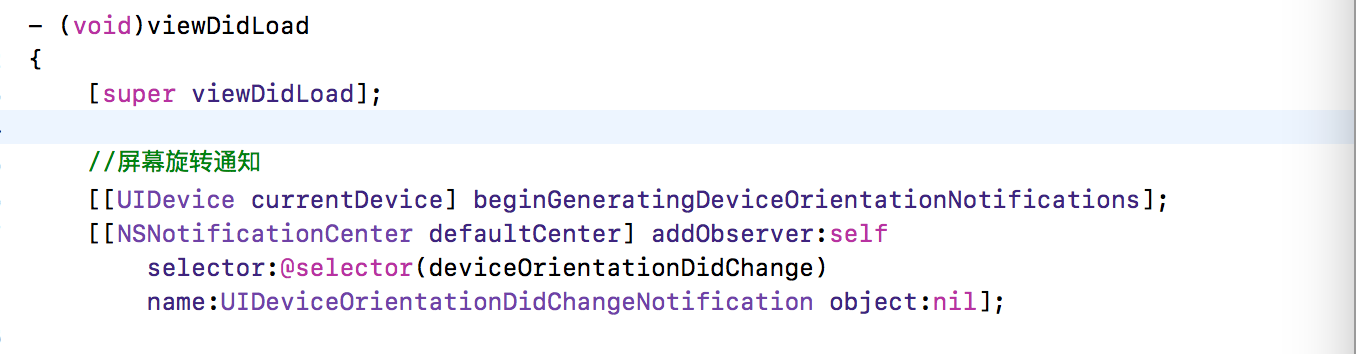 - (void)viewDidLoad
{
    [super viewDidLoad];
    //屏幕旋转通知
    [[UIDevice currentDevice] beginGeneratingDeviceOrientationNotifications];
    [[NSNotificationCenter defaultCenter] addObserver:self
        selector:@selector(deviceOrientationDidChange)
        name:UIDeviceOrientationDidChangeNotification object:nil];